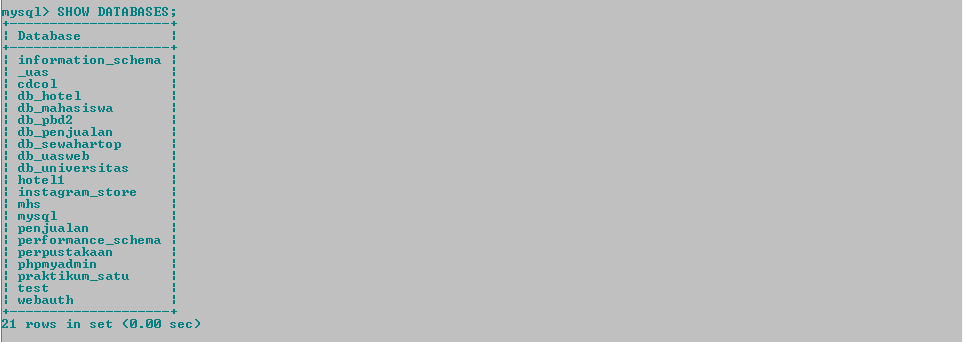 mysql> SHOW DATABASES;
+--------------------+
| Database           |
+--------------------+
| information_schema |
| _uas               |
| cdcol              |
| db_hotel           |
| db_mahasiswa       |
| db_pbd2            |
| db_penjualan       |
| db_sewahartop      |
| db_uasweb          |
| db_universitas     |
| hotel1             |
| instagram_store    |
| mhs                |
| mysql              |
| penjualan          |
| performance_schema |
| perpustakaan       |
| phpmyadmin         |
| praktikum_satu     |
| test               |
| webauth            |
+--------------------+
21 rows in set (0.00 sec)